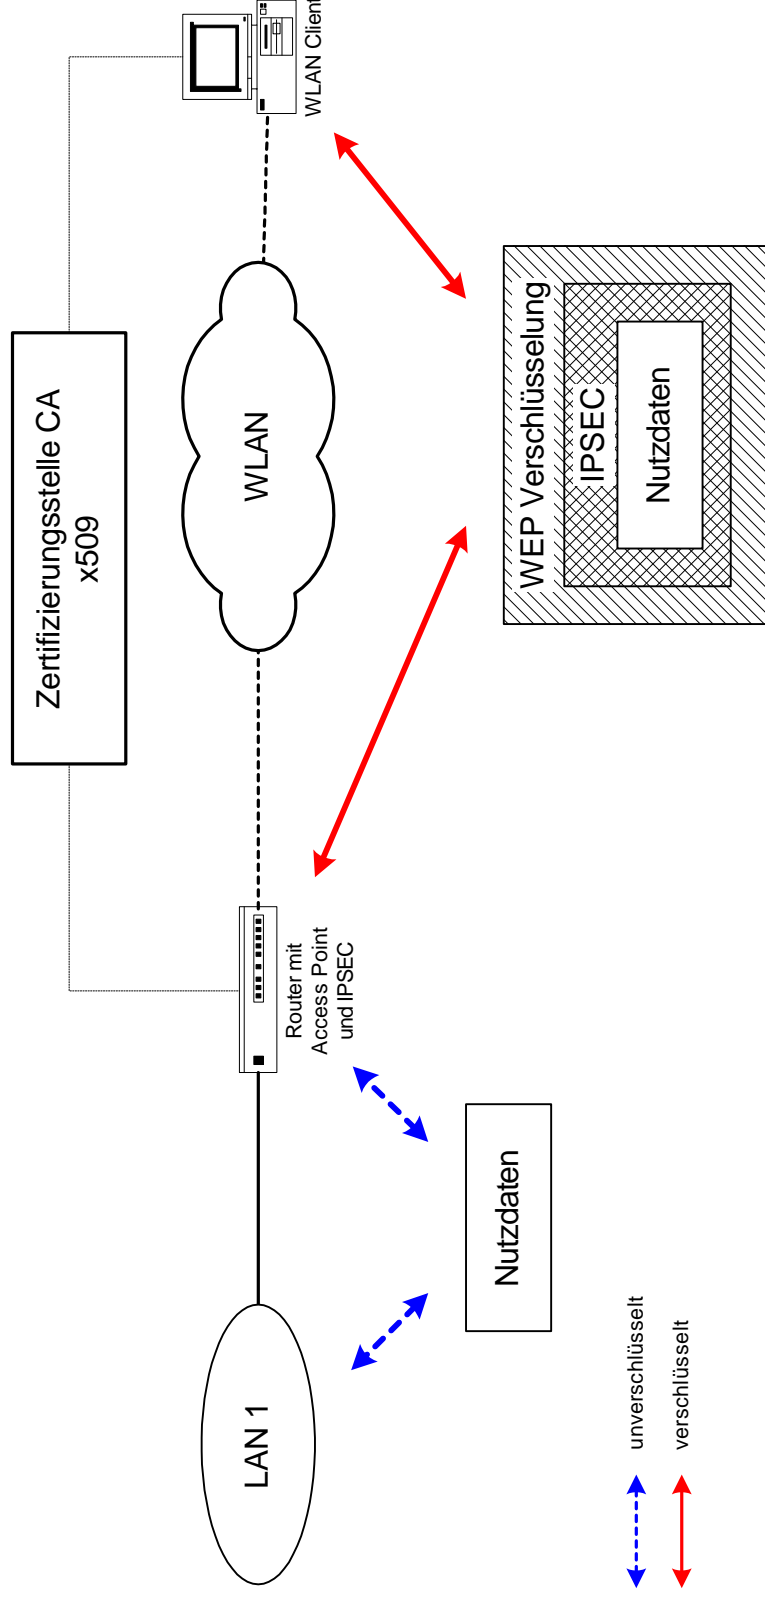 Zertifizierungsstelle CA
x509
LAN 1
Router mit
Access Point
und IPSEC
WLAN
WLAN Client
Nutzdaten
WEP Verschlüsselung
IPSEC
Nutzdaten
unverschlüsselt
verschlüsselt